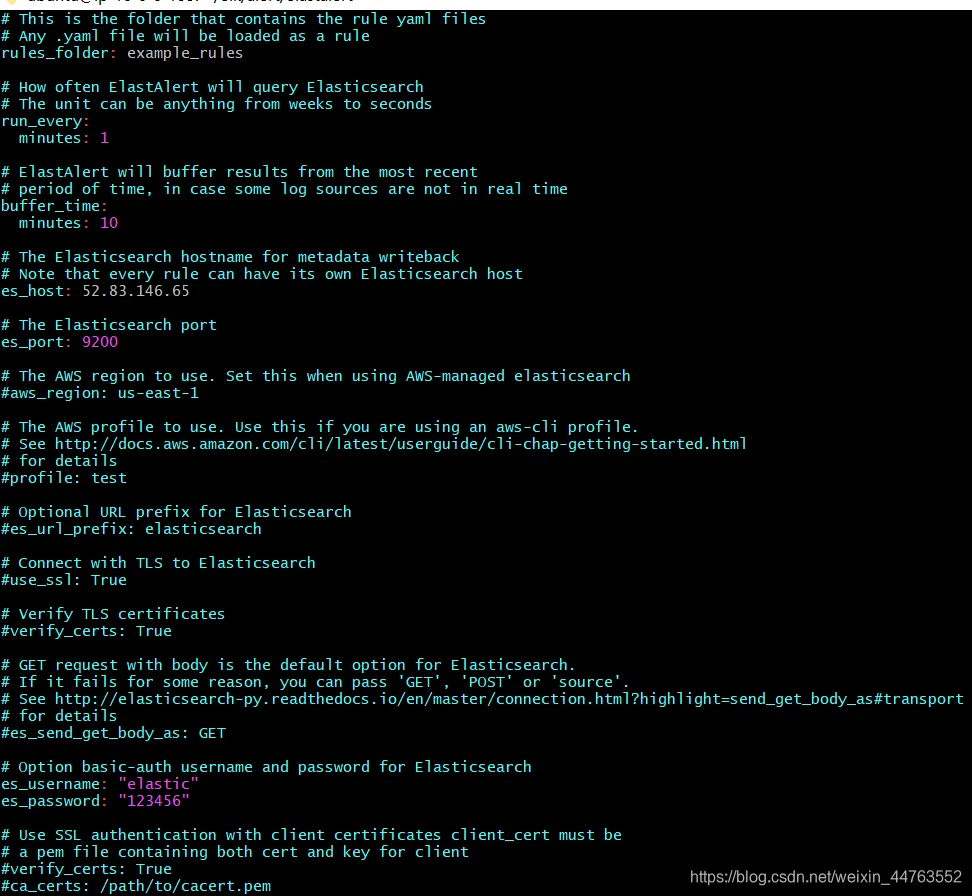 # This is the folder that contains the rule yaml files
# Any .yaml file will be loaded as a rule
rules_folder: example_rules
# How often ElastAlert will query Elasticsearch
# The unit can be anything from weeks to seconds
run_every:
  minutes: 1
# ElastAlert will buffer results from the most recent
# period of time, in case some log sources are not in real time
buffer_time:
  minutes: 10
# The Elasticsearch hostname for metadata writeback
# Note that every rule can have its own Elasticsearch host
es_host: 52.83.146.65
# The Elasticsearch port
es_port: 9200
# The AWS region to use. Set this when using AWS-managed elasticsearch
#aws_region: us-east-1
# The AWS profile to use. Use this if you are using an aws-cli profile.
# See http://docs.aws.amazon.com/cli/latest/userguide/cli-chap-getting-started.html
# for details
#profile: test
# Optional URL prefix for Elasticsearch
#es_url_prefix: elasticsearch
# Connect with TLS to Elasticsearch
#use_ssl: True
# Verify TLS certificates
#verify_certs: True
# GET request with body is the default option for Elasticsearch.
# If it fails for some reason, you can pass 'GET', 'POST' or 'source'.
# See http://elasticsearch-py.readthedocs.io/en/master/connection.html?highlight=send_get_body_as#transport
# for details
#es_send_get_body_as: GET
# Option basic-auth username and password for Elasticsearch
es_username: "elastic"
es_password: "123456"
# Use SSL authentication with client certificates client_cert must be
# a pem file containing both cert and key for client
#verify_certs: True
#ca_certs: /path/to/cacert.pem
https://blog.csdn.net/weixin_44763552